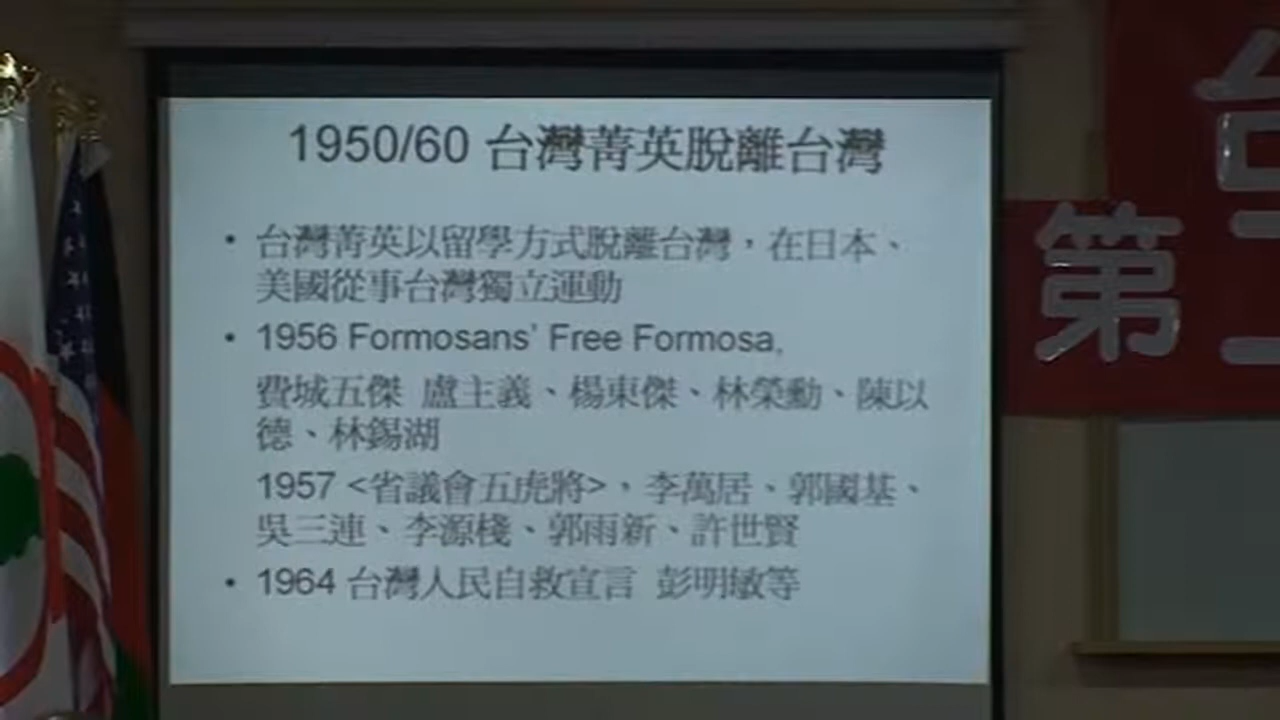 1950/60 台灣菁英脫離台灣
• 台灣菁英以留學方式脫離台灣,在日本、
美國從事台灣獨立運動
• 1956 Formosans' Free Formosa,
費城五傑 盧主義、楊東傑、林榮勳、陳以
德、林錫湖
1957 <省議會五虎將>,李萬居、郭國基、
吳三連、李源棧、郭雨新、許世賢
• 1964 台灣人民自救宣言 彭明敏等
第